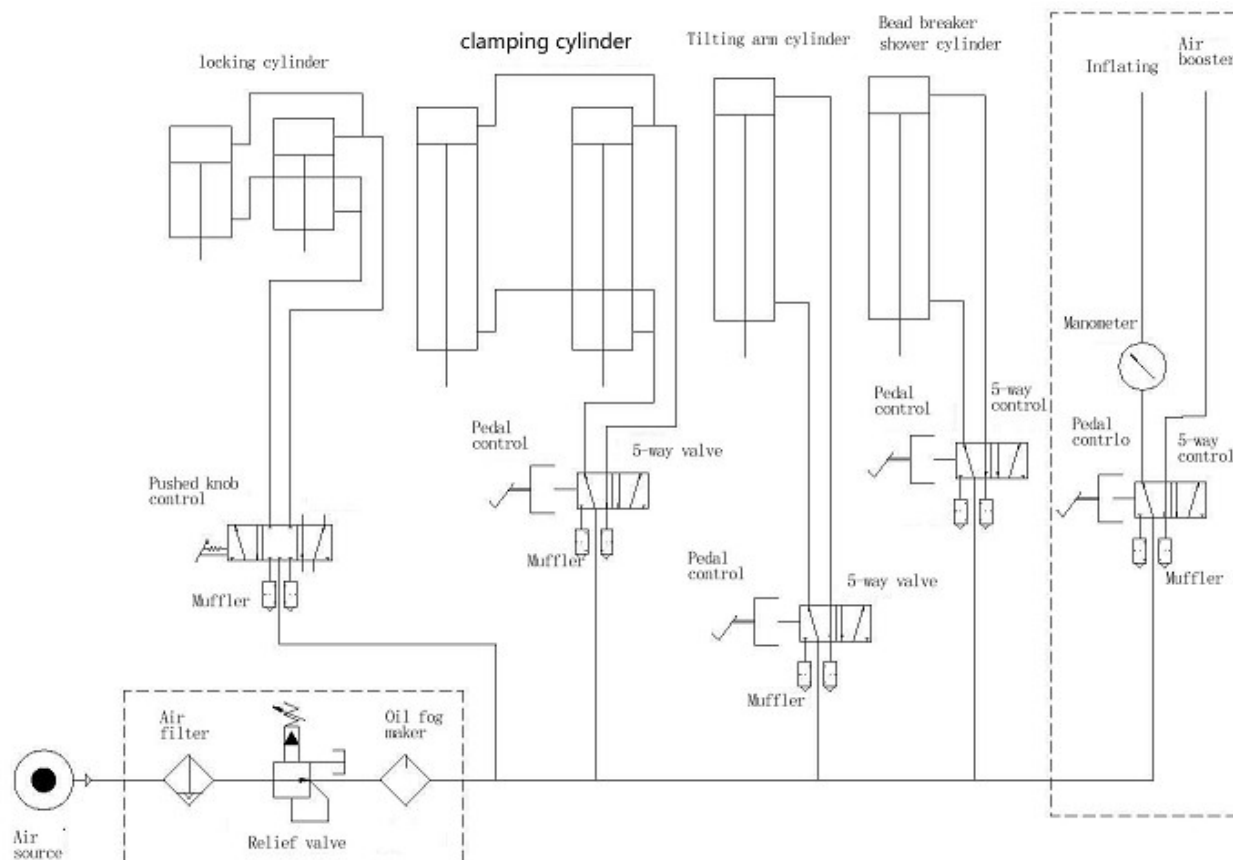 locking cylinder
clamping cylinder
Tilting arm cylinder
Bead breaker
shover cylinder
Inflating
Air
booster
Manometer
Pedal
control
5-way
control
Pedal
contrlo
5-way
control
Pedal
control
5-way valve
Pushed knob
control
Muffler
Muffler
Pedal
control
5-way valve
Muffler
Muffler
Air
filter
Oil fog
maker
Relief valve
Air
source